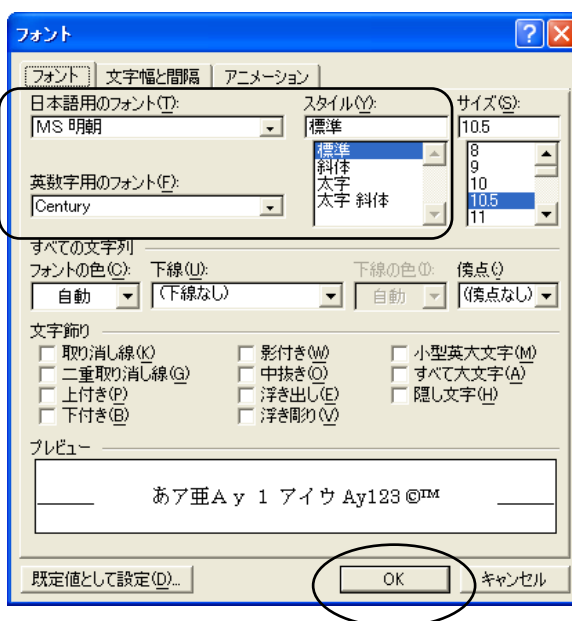 フォント
フォント 文字幅と間隔 アニメーション
日本語用のフォント(T): スタイル(Y): サイズ(S):
MS 明朝 標準 10.5
標準 8
斜体 9
太字 10
太字 斜体 10.5
11
英数字用のフォント(F):
Century
すべての文字列
フォントの色(C): 下線(U): 下線の色(I): 傍点(:)
自動 (下線なし) 自動 (傍点なし)
文字飾り
取り消し線(K) 影付き(W) 小型英大文字(M)
二重取り消し線(G) 中抜き(O) すべて大文字(A)
上付き(P) 浮き出し(E) 隠し文字(H)
下付き(B) 浮き彫り(V)
プレビュー
あア亜Ay 1 アイウ Ay123 ©™
既定値として設定(D)... OK キャンセル